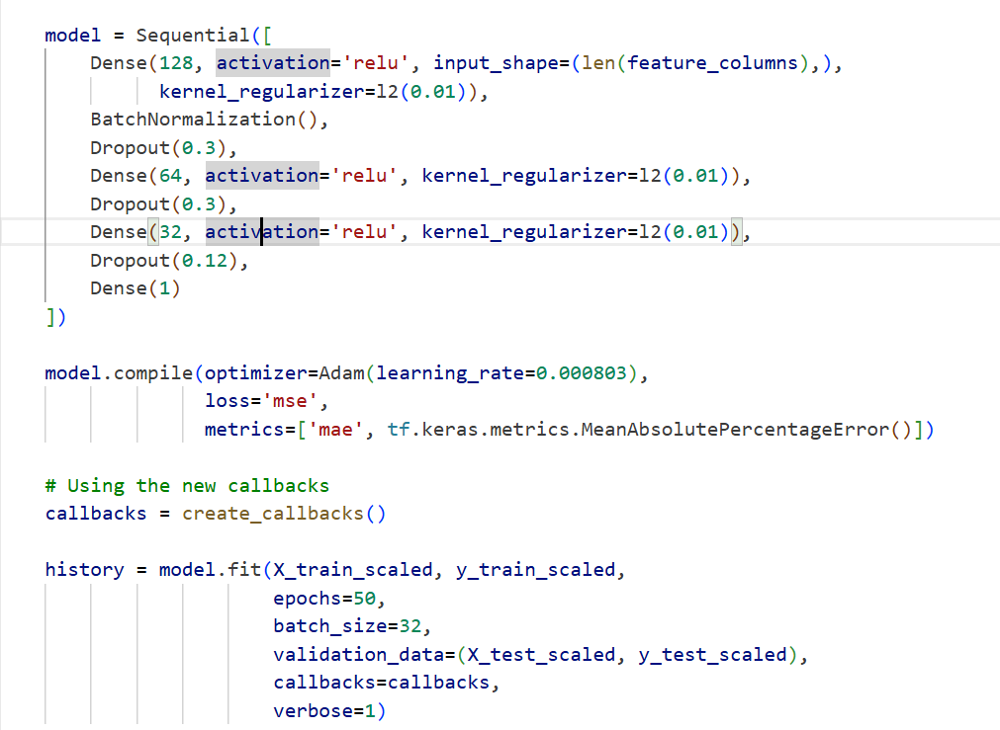 model = Sequential([
Dense(128, activation='relu', input_shape=(len(feature_columns),),
kernel_regularizer=l2(0.01)),
BatchNormalization(),
Dropout(0.3),
Dense(64, activation='relu', kernel_regularizer=l2(0.01)),
Dropout(0.3),
Dense(32, activation='relu', kernel_regularizer=l2(0.01)),
Dropout(0.12),
Dense(1)
])
model.compile(optimizer=Adam(learning_rate=0.000803),
loss='mse',
metrics=['mae', tf.keras.metrics.MeanAbsolutePercentageError()])
# Using the new callbacks
callbacks = create_callbacks()
history = model.fit(X_train_scaled, y_train_scaled,
epochs=50,
batch_size=32,
validation_data=(X_test_scaled, y_test_scaled),
callbacks=callbacks,
verbose=1)